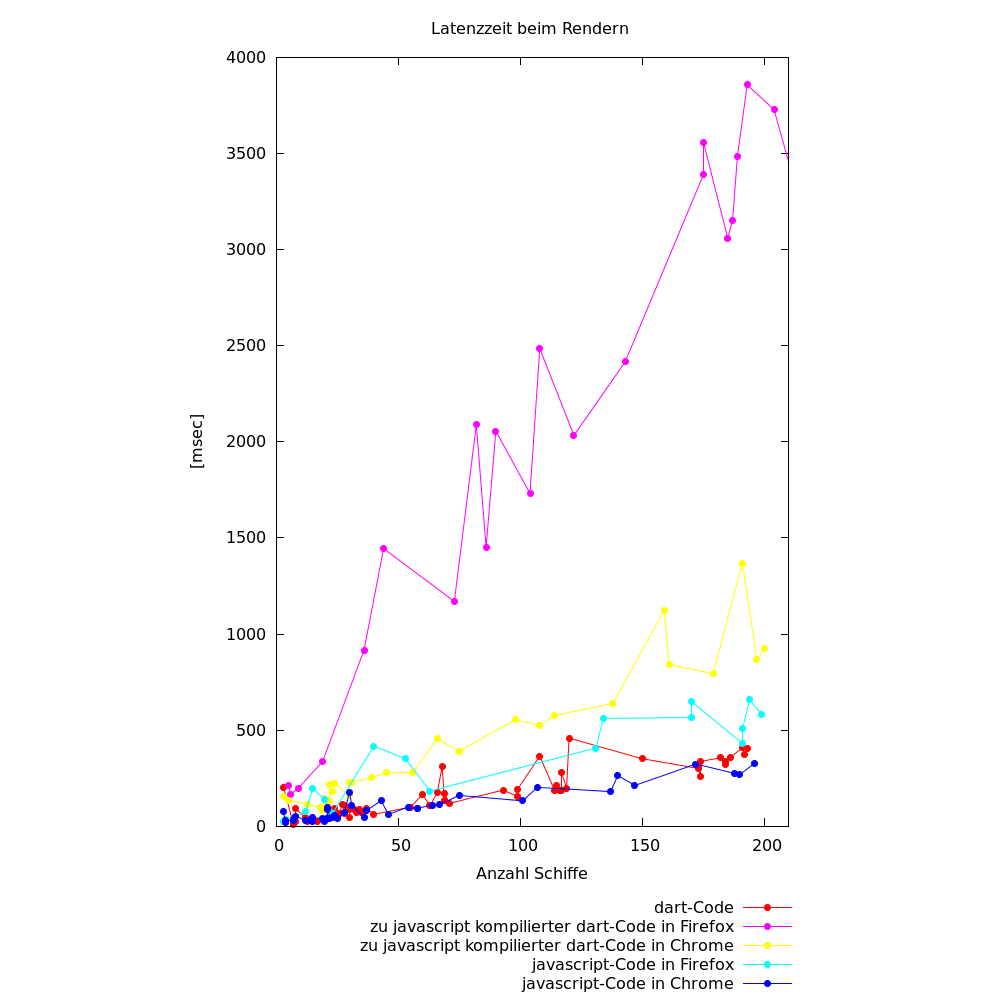 Latenzzeit beim Rendern
4000
3500
3000
2500
2000
1500
1000
500
0
[msec]
0 50 100 150 200
Anzahl Schiffe
dart-Code
zu javascript kompilierter dart-Code in Firefox
zu javascript kompilierter dart-Code in Chrome
javascript-Code in Firefox
javascript-Code in Chrome